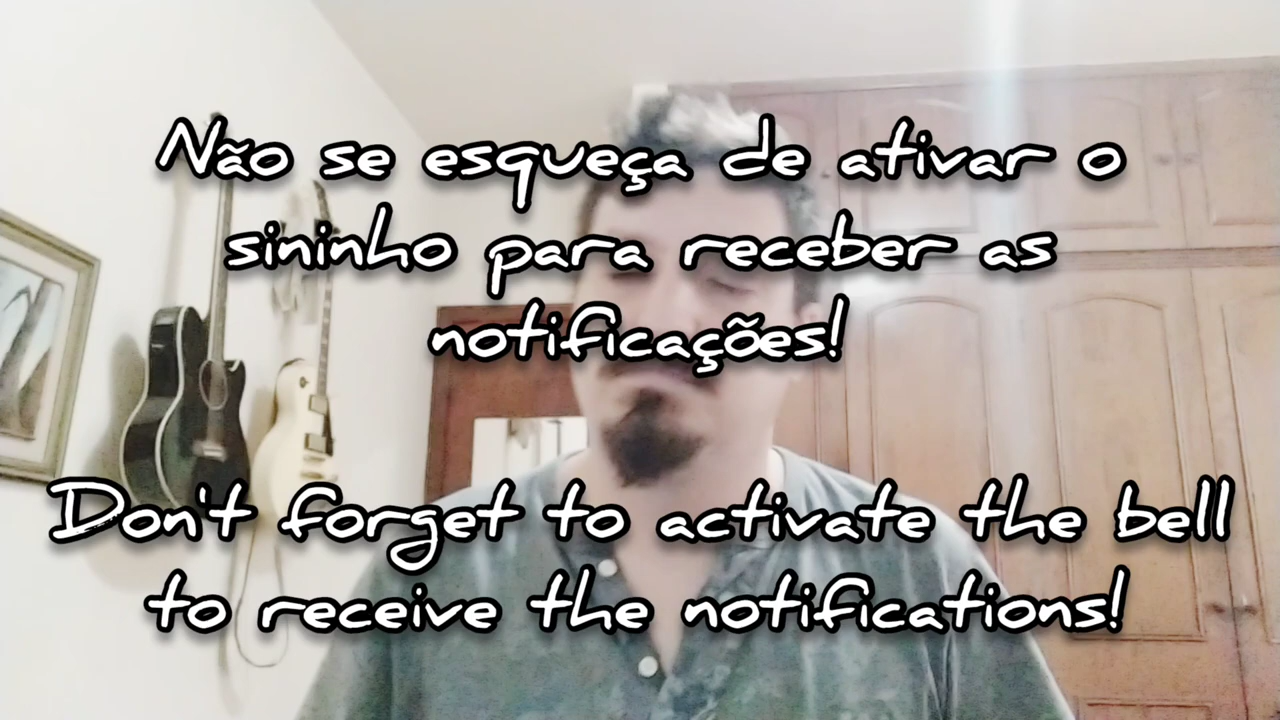 Não se esqueça de ativar o
sininho para receber as
notificações!
Don't forget to activate the bell
to receive the notifications!